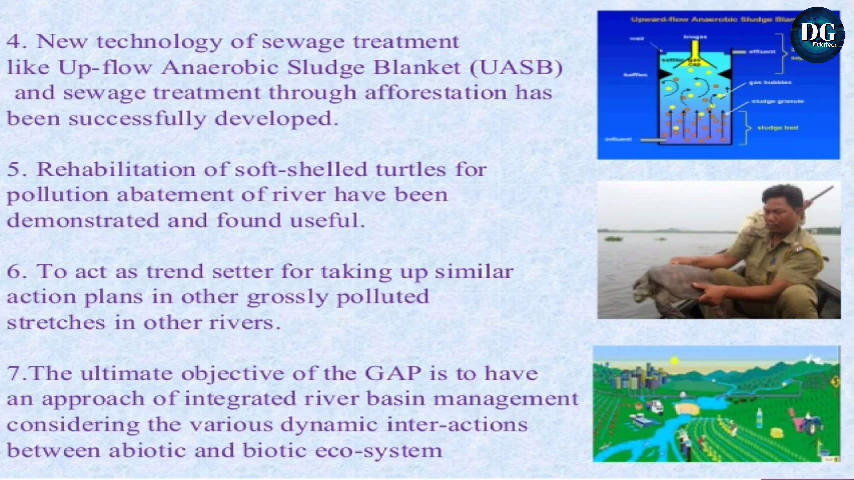 4. New technology of sewage treatment
like Up-flow Anaerobic Sludge Blanket (UASB)
and sewage treatment through afforestation has
been successfully developed.
5. Rehabilitation of soft-shelled turtles for
pollution abatement of river have been
demonstrated and found useful.
6. To act as trend setter for taking up similar
action plans in other grossly polluted
stretches in other rivers.
7.The ultimate objective of the GAP is to have
an approach of integrated river basin management
considering the various dynamic inter-actions
between abiotic and biotic eco-system
Upward-flow Anaerobic Sludge
biogas
weir
effluent
settler
gas
cap
baffles
gas bubbles
sludge granule
sludge bed
influent
DG